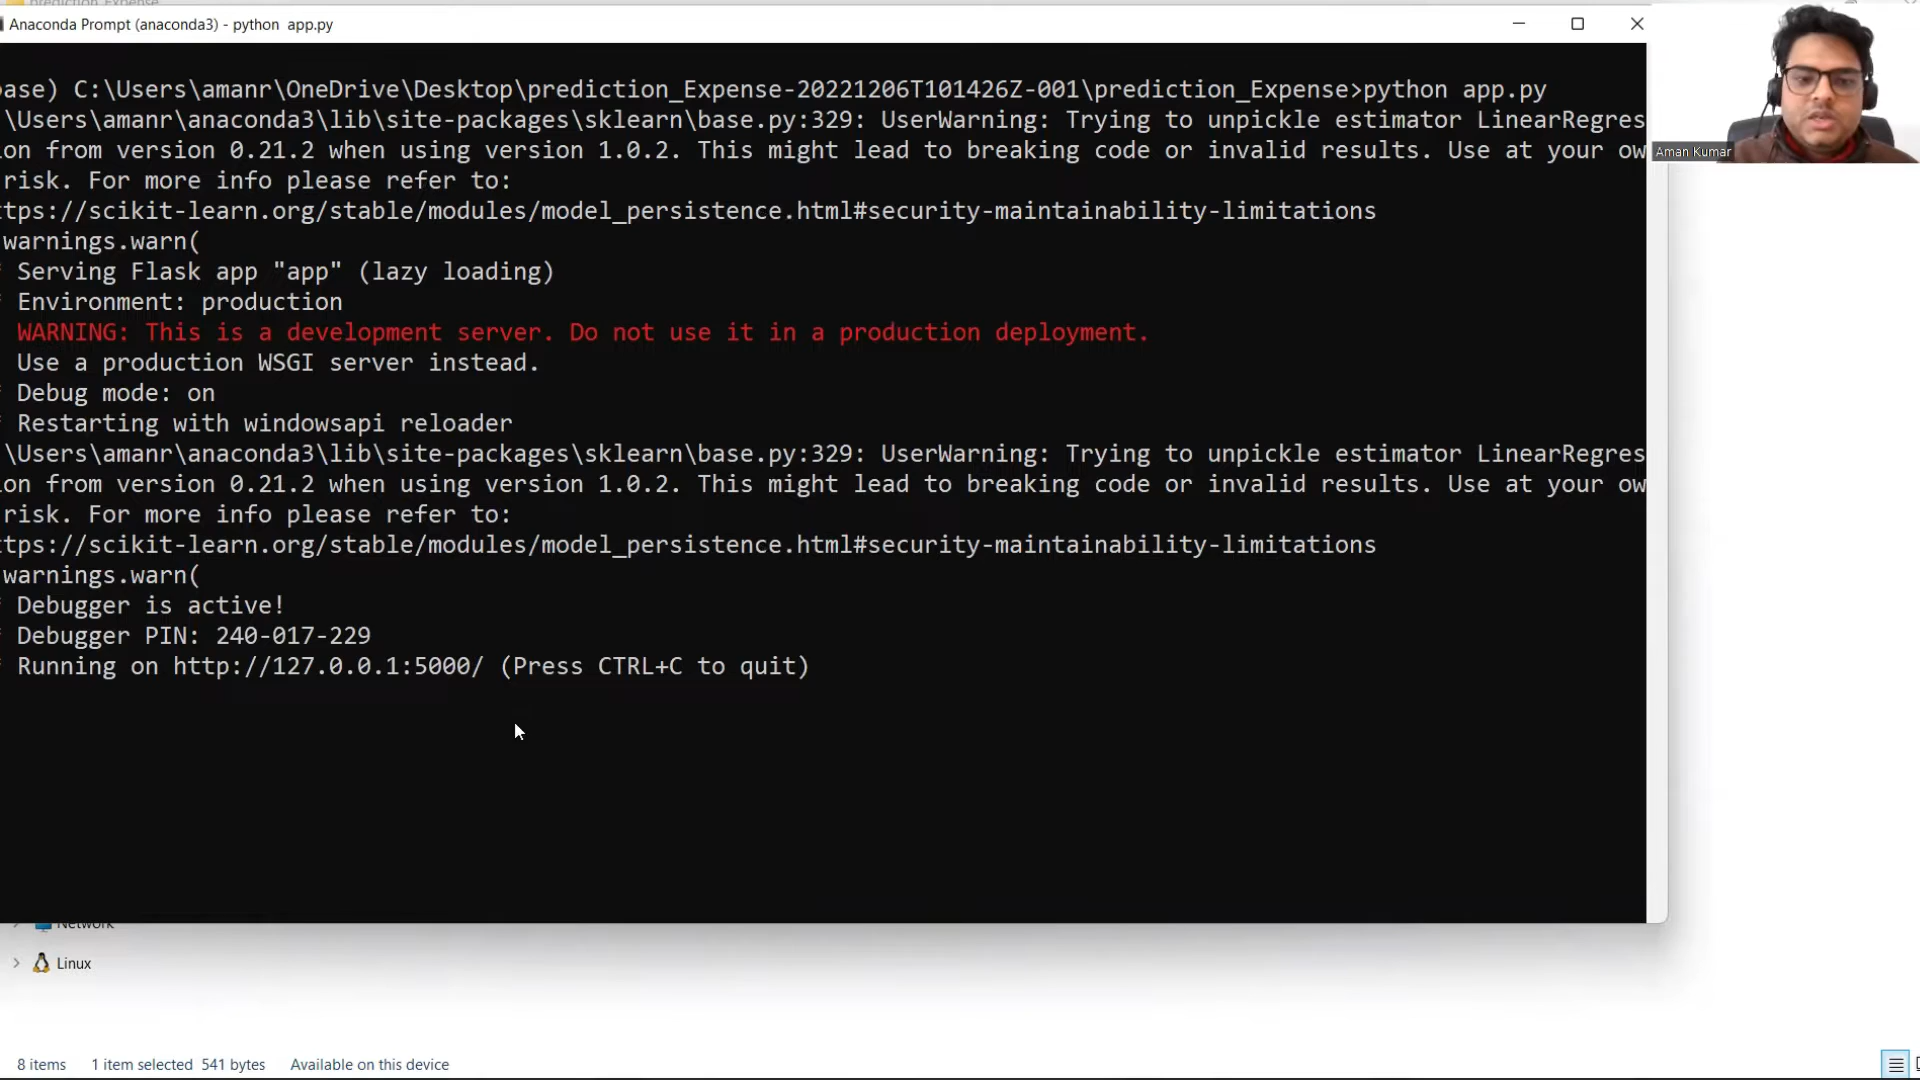 prediction_Expense
Anaconda Prompt (anaconda3) - python app.py
ase) C:\Users\amanr\OneDrive\Desktop\prediction_Expense-20221206T101426Z-001\prediction_Expense>python app.py
\Users\amanr\anaconda3\lib\site-packages\sklearn\base.py:329: UserWarning: Trying to unpickle estimator LinearRegres
on from version 0.21.2 when using version 1.0.2. This might lead to breaking code or invalid results. Use at your ow
risk. For more info please refer to:
tps://scikit-learn.org/stable/modules/model_persistence.html#security-maintainability-limitations
warnings.warn(
Serving Flask app "app" (lazy loading)
Environment: production
WARNING: This is a development server. Do not use it in a production deployment.
Use a production WSGI server instead.
Debug mode: on
Restarting with windowsapi reloader
\Users\amanr\anaconda3\lib\site-packages\sklearn\base.py:329: UserWarning: Trying to unpickle estimator LinearRegres
on from version 0.21.2 when using version 1.0.2. This might lead to breaking code or invalid results. Use at your ow
risk. For more info please refer to:
tps://scikit-learn.org/stable/modules/model_persistence.html#security-maintainability-limitations
warnings.warn(
Debugger is active!
Debugger PIN: 240-017-229
Running on http://127.0.0.1:5000/ (Press CTRL+C to quit)
Aman Kumar
Network
Linux
8 items 1 item selected 541 bytes Available on this device